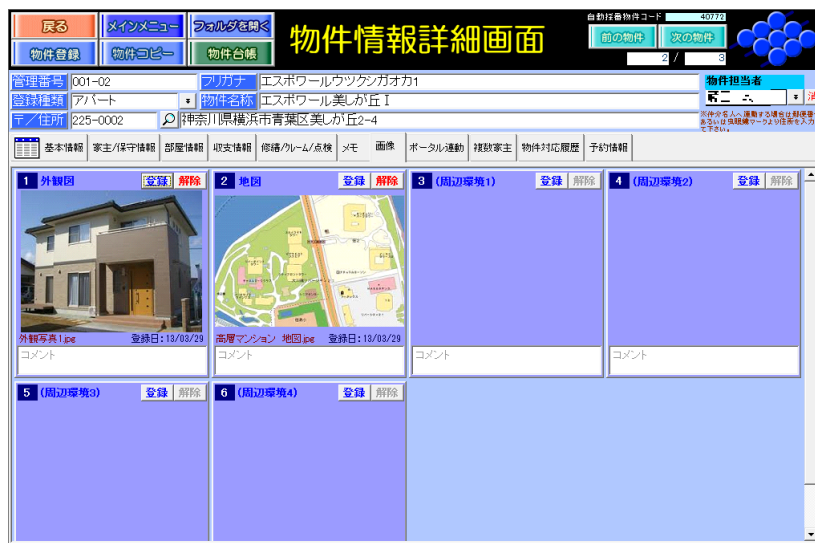 戻る メインメニュー フォルダを開く
物件登録 物件コピー 物件台帳
物件情報詳細画面
自動採番物件コード 40772
前の物件 次の物件
2 / 3
管理番号 001-02 フリガナ エスポワールウツクシガオカ1
物件担当者
登録種類 アパート 物件名称 エスポワール美しが丘Ⅰ
〒/住所 225-0002 神奈川県横浜市青葉区美しが丘2-4
基本情報 家主/保守情報 部屋情報 収支情報 修繕/クレーム/点検 メモ 画像 ポータル連動 複数家主 物件対応履歴 予約情報
1 外観図 登録 解除
2 地図 登録 解除
3 (周辺環境1) 登録 解除
4 (周辺環境2) 登録 解除
外観写真1.jpg 登録日:13/03/29
高層マンション 地図.jpg 登録日:13/03/29
コメント コメント コメント コメント
5 (周辺環境3) 登録 解除
6 (周辺環境4) 登録 解除